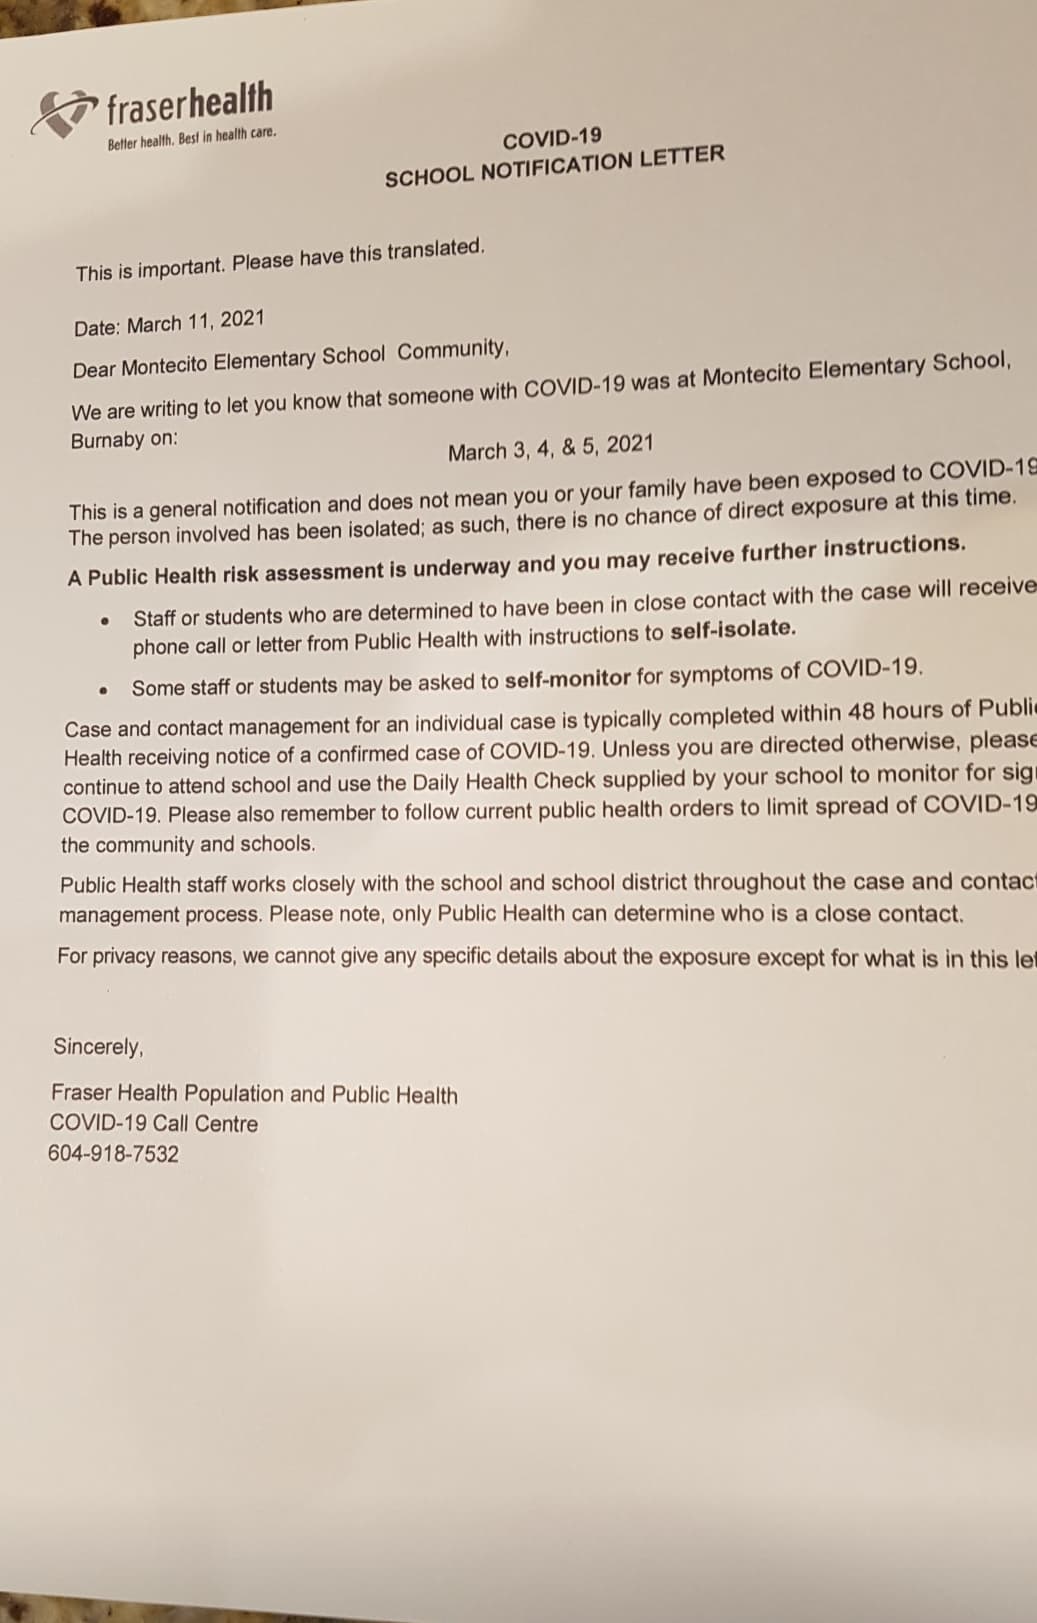 fraserhealth
Better health. Best in health care.
COVID-19
SCHOOL NOTIFICATION LETTER
This is important. Please have this translated.
Date: March 11, 2021
Dear Montecito Elementary School Community,
We are writing to let you know that someone with COVID-19 was at Montecito Elementary School,
Burnaby on:
March 3, 4, & 5, 2021
This is a general notification and does not mean you or your family have been exposed to COVID-19
The person involved has been isolated; as such, there is no chance of direct exposure at this time.
A Public Health risk assessment is underway and you may receive further instructions.
• Staff or students who are determined to have been in close contact with the case will receive
phone call or letter from Public Health with instructions to self-isolate.
• Some staff or students may be asked to self-monitor for symptoms of COVID-19.
Case and contact management for an individual case is typically completed within 48 hours of
Health receiving notice of a confirmed case of COVID-19. Unless you are directed otherwise, please
continue to attend school and use the Daily Health Check supplied by your school to monitor for
COVID-19. Please also remember to follow current public health orders to limit spread of COVID-19
the community and schools.
Public Health staff works closely with the school and school district throughout the case and contact
management process. Please note, only Public Health can determine who is a close contact.
For privacy reasons, we cannot give any specific details about the exposure except for what is in this
Sincerely,
Fraser Health Population and Public Health
COVID-19 Call Centre
604-918-7532